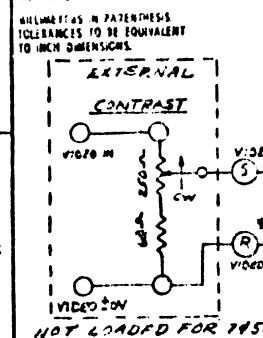 MILLIMETERS IN PARENTHESIS.
TOLERANCES TO BE EQUIVALENT
TO INCH DIMENSIONS.
EXTERNAL
CONTRAST
VIDEO IN
250Ω
CW
S
R
VIDEO
VIDEO ±0V
NOT LOADED FOR